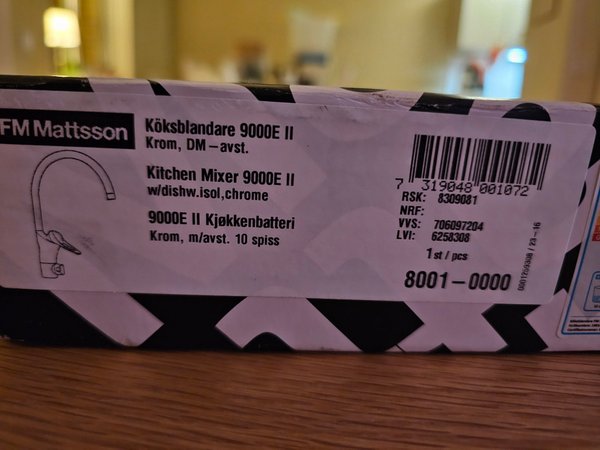 FM Mattsson
Köksblandare 9000E II
Krom, DM-avst.
Kitchen Mixer 9000E II
w/dishw.isol,chrome
9000E II Kjøkkenbatteri
Krom, m/avst. 10 spiss
7 319048 001072
RSK: 8309081
NRF:
VVS: 706097204
LVI: 6258308
1st / pcs
8001-0000